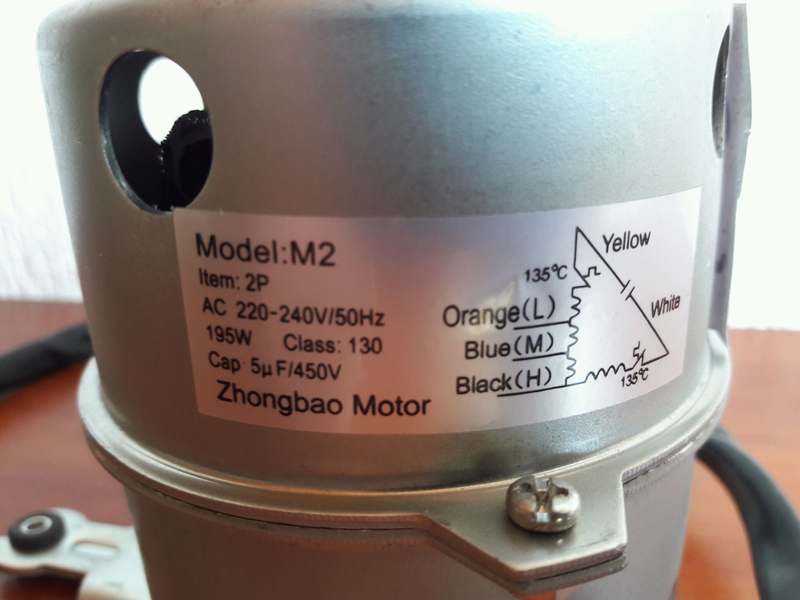 Model:M2
Item: 2P
AC 220-240V/50Hz
195W Class: 130
Cap 5μF/450V
Zhongbao Motor
Yellow
135℃
White
Orange(L)
Blue(M)
Black(H)
135℃